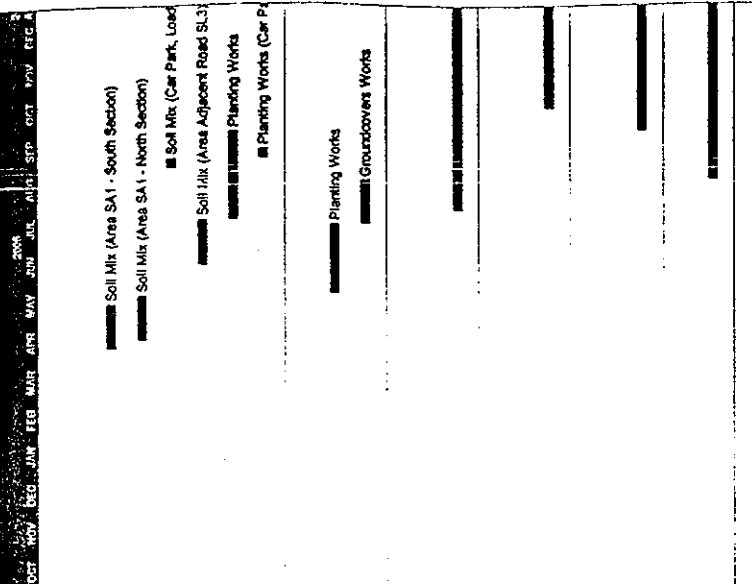 2006
OCT NOV DEC JAN FEB MAR APR MAY JUN JUL AUG SEP OCT NOV DEC
Soil Mix (Area SA1 - South Section)
Soil Mix (Area SA1 - North Section)
Soil Mix (Car Park, Load
Soil Mix (Area Adjacent Road SL3)
Planting Works
Planting Works (Car Pa
Planting Works
Groundcovers Works